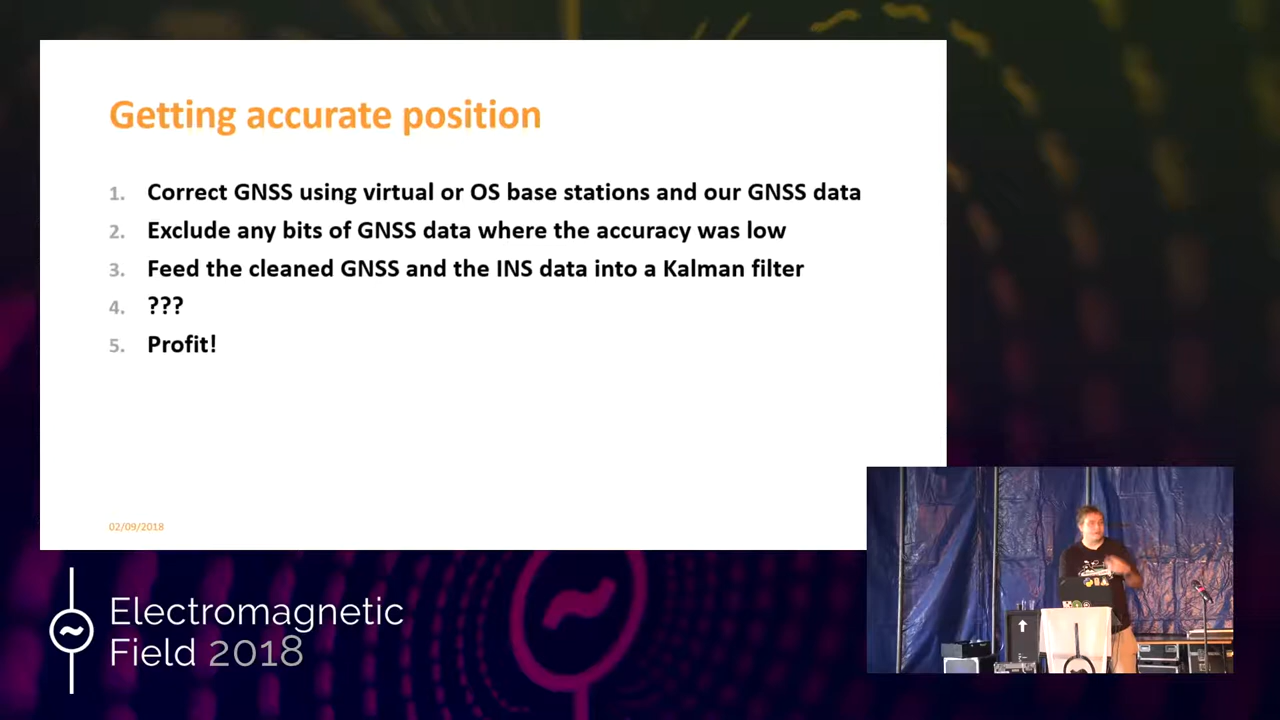 Getting accurate position
1. Correct GNSS using virtual or OS base stations and our GNSS data
2. Exclude any bits of GNSS data where the accuracy was low
3. Feed the cleaned GNSS and the INS data into a Kalman filter
4. ???
5. Profit!
02/09/2018
Electromagnetic
Field 2018